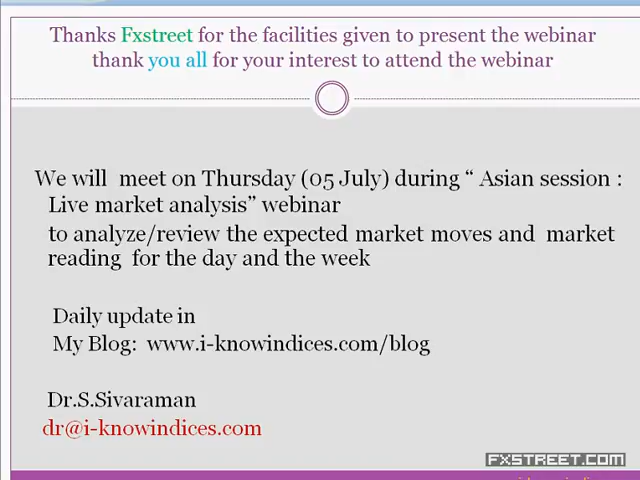 Thanks Fxstreet for the facilities given to present the webinar
thank you all for your interest to attend the webinar
We will meet on Thursday (05 July) during “ Asian session :
Live market analysis” webinar
to analyze/review the expected market moves and market
reading for the day and the week
Daily update in
My Blog: www.i-knowindices.com/blog
Dr.S.Sivaraman
dr@i-knowindices.com
FXSTREET.COM